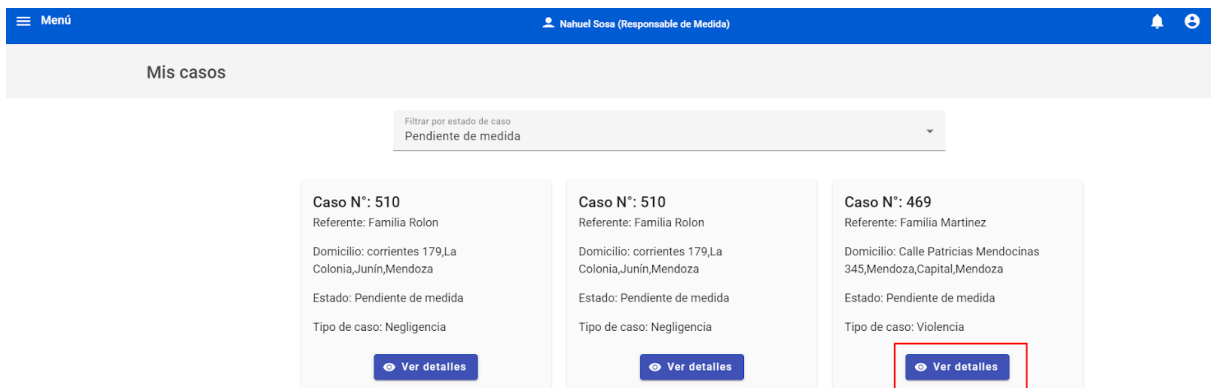 Menú
Nahuel Sosa (Responsable de Medida)
Mis casos
Filtrar por estado de caso
Pendiente de medida
Caso N°: 510
Referente: Familia Rolon
Domicilio: corrientes 179,La
Colonia,Junín,Mendoza
Estado: Pendiente de medida
Tipo de caso: Negligencia
Ver detalles
Caso N°: 510
Referente: Familia Rolon
Domicilio: corrientes 179,La
Colonia,Junín,Mendoza
Estado: Pendiente de medida
Tipo de caso: Negligencia
Ver detalles
Caso N°: 469
Referente: Familia Martinez
Domicilio: Calle Patricias Mendocinas
345,Mendoza,Capital,Mendoza
Estado: Pendiente de medida
Tipo de caso: Violencia
Ver detalles